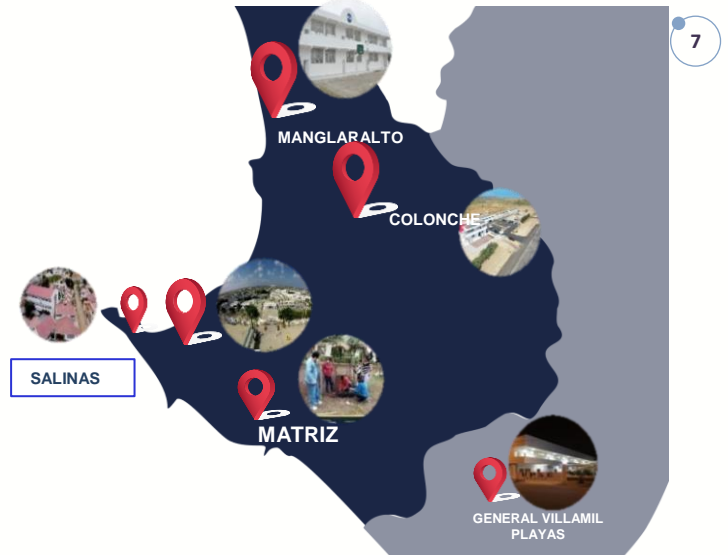 7
MANGLARALTO
COLONCHE
SALINAS
MATRIZ
GENERAL VILLAMIL
PLAYAS